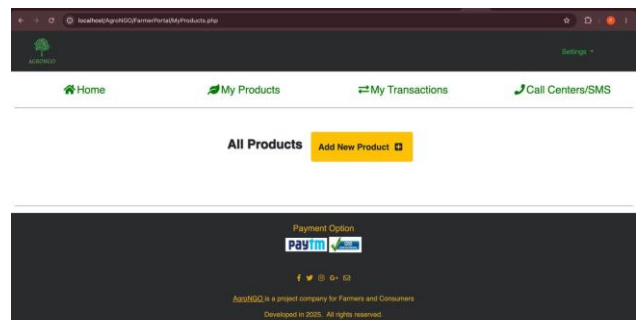 localhost/AgroNGO/FarmerPortal/MyProducts.php
AGRONGO
Settings
Home
My Products
My Transactions
Call Centers/SMS
All Products
Add New Product
Payment Option
Paytm
AgroNGO is a project company for Farmers and Consumers
Developed in 2025. All rights reserved.